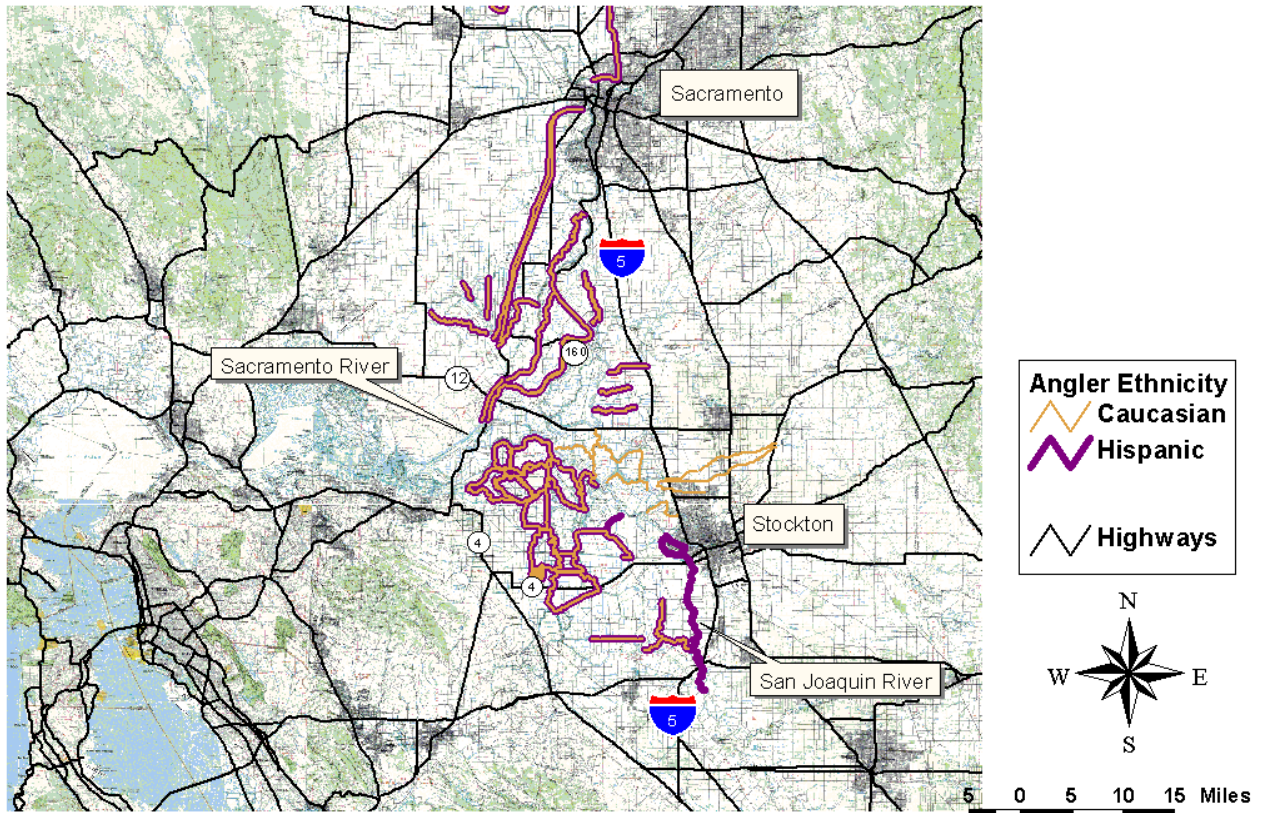 Sacramento
5
160
Sacramento River
12
Angler Ethnicity
Caucasian
Hispanic
Stockton
4
Highways
4
N
San Joaquin River
W E
5
S
5 0 5 10 15 Miles